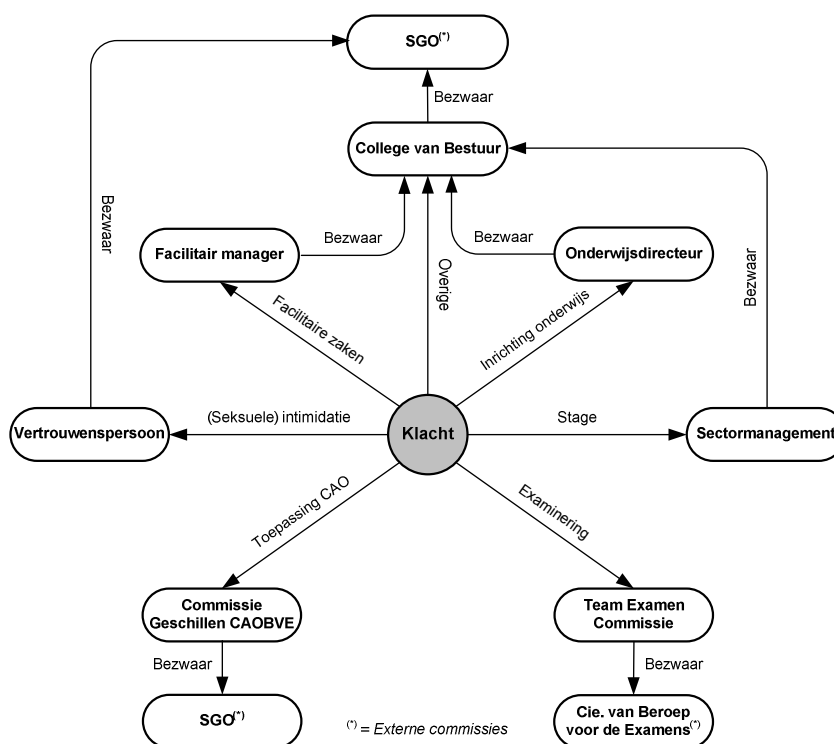 SGO(*)
Bezwaar
College van Bestuur
Bezwaar
Facilitair manager
Bezwaar
Bezwaar
Onderwijsdirecteur
Bezwaar
Overige
Facilitaire zaken
Inrichting onderwijs
Vertrouwenspersoon
(Seksuele) intimidatie
Klacht
Stage
Sectormanagement
Toepassing CAO
Examinering
Commissie
Geschillen CAOBVE
Team Examen
Commissie
Bezwaar
Bezwaar
SGO(*)
(*) = Externe commissies
Cie. van Beroep
voor de Examens(*)